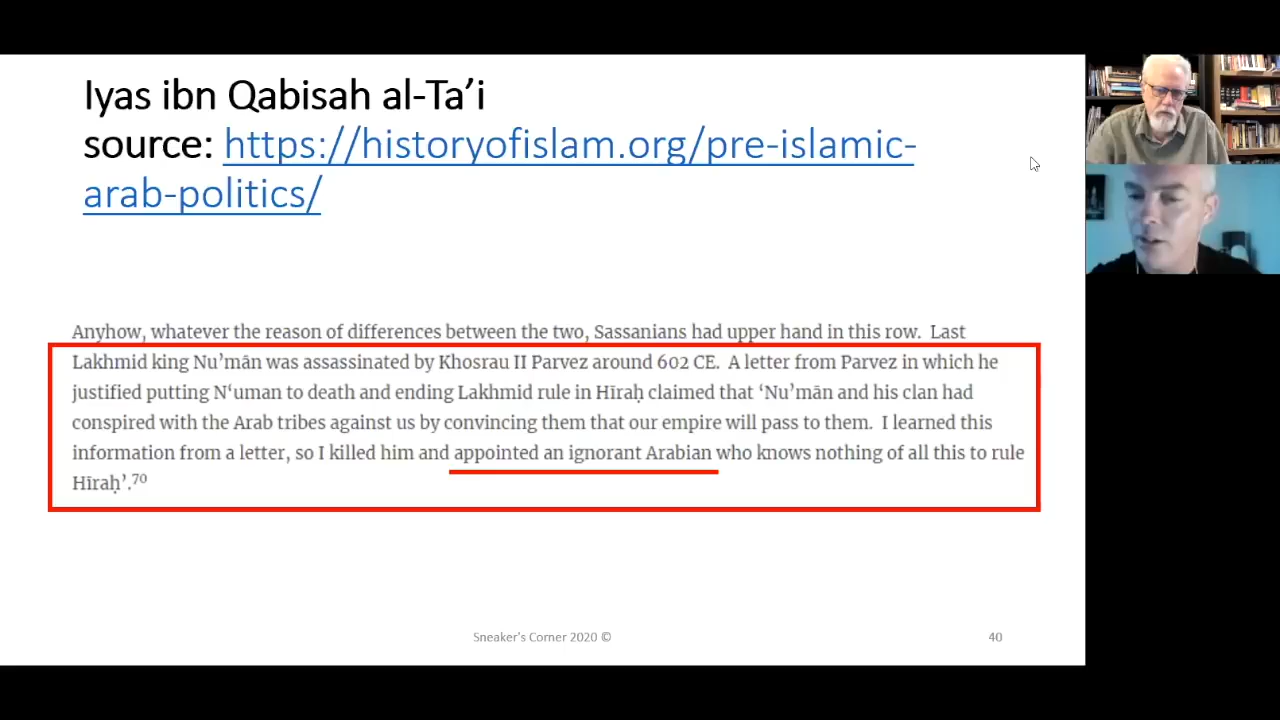 Iyas ibn Qabisah al-Ta’i
source: https://historyofislam.org/pre-islamic-
arab-politics/
Anyhow, whatever the reason of differences between the two, Sassanians had upper hand in this row.  Last
Lakhmid king Nu’mān was assassinated by Khosrau II Parvez around 602 CE.  A letter from Parvez in which he
justified putting N‘uman to death and ending Lakhmid rule in Hīraḥ claimed that ‘Nu’mān and his clan had
conspired with the Arab tribes against us by convincing them that our empire will pass to them.  I learned this
information from a letter, so I killed him and appointed an ignorant Arabian who knows nothing of all this to rule
Hīraḥ’.⁷⁰
Sneaker’s Corner 2020 ©
40